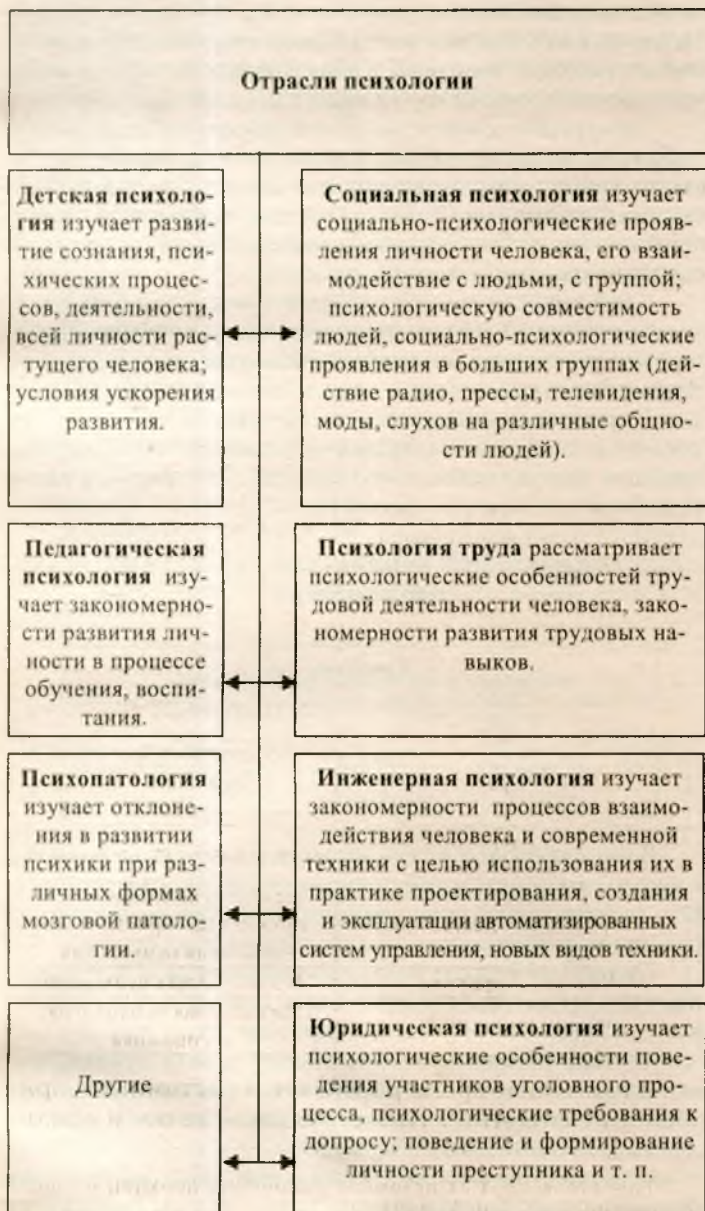 Отрасли психологии
Детская психоло-
гия изучает разви-
тие сознания, пси-
хических процес-
сов, деятельности,
всей личности рас-
тущего человека;
условия ускорения
развития.
Социальная психология изучает
социально-психологические прояв-
ления личности человека, его взаи-
модействие с людьми, с группой;
психологическую совместимость
людей, социально-психологические
проявления в больших группах (дей-
ствие радио, прессы, телевидения,
моды, слухов на различные общно-
сти людей).
Педагогическая
психология изу-
чает закономерно-
сти развития лич-
ности в процессе
обучения, воспи-
тания.
Психология труда рассматривает
психологические особенностей тру-
довой деятельности человека, зако-
номерности развития трудовых на-
выков.
Психопатология
изучает отклоне-
ния в развитии
психики при раз-
личных формах
мозговой патоло-
гии.
Инженерная психология изучает
закономерности процессов взаимо-
действия человека и современной
техники с целью использования их в
практике проектирования, создания
и эксплуатации автоматизированных
систем управления, новых видов техники.
Другие
Юридическая психология изучает
психологические особенности пове-
дения участников уголовного про-
цесса, психологические требования к
допросу; поведение и формирование
личности преступника и т. п.